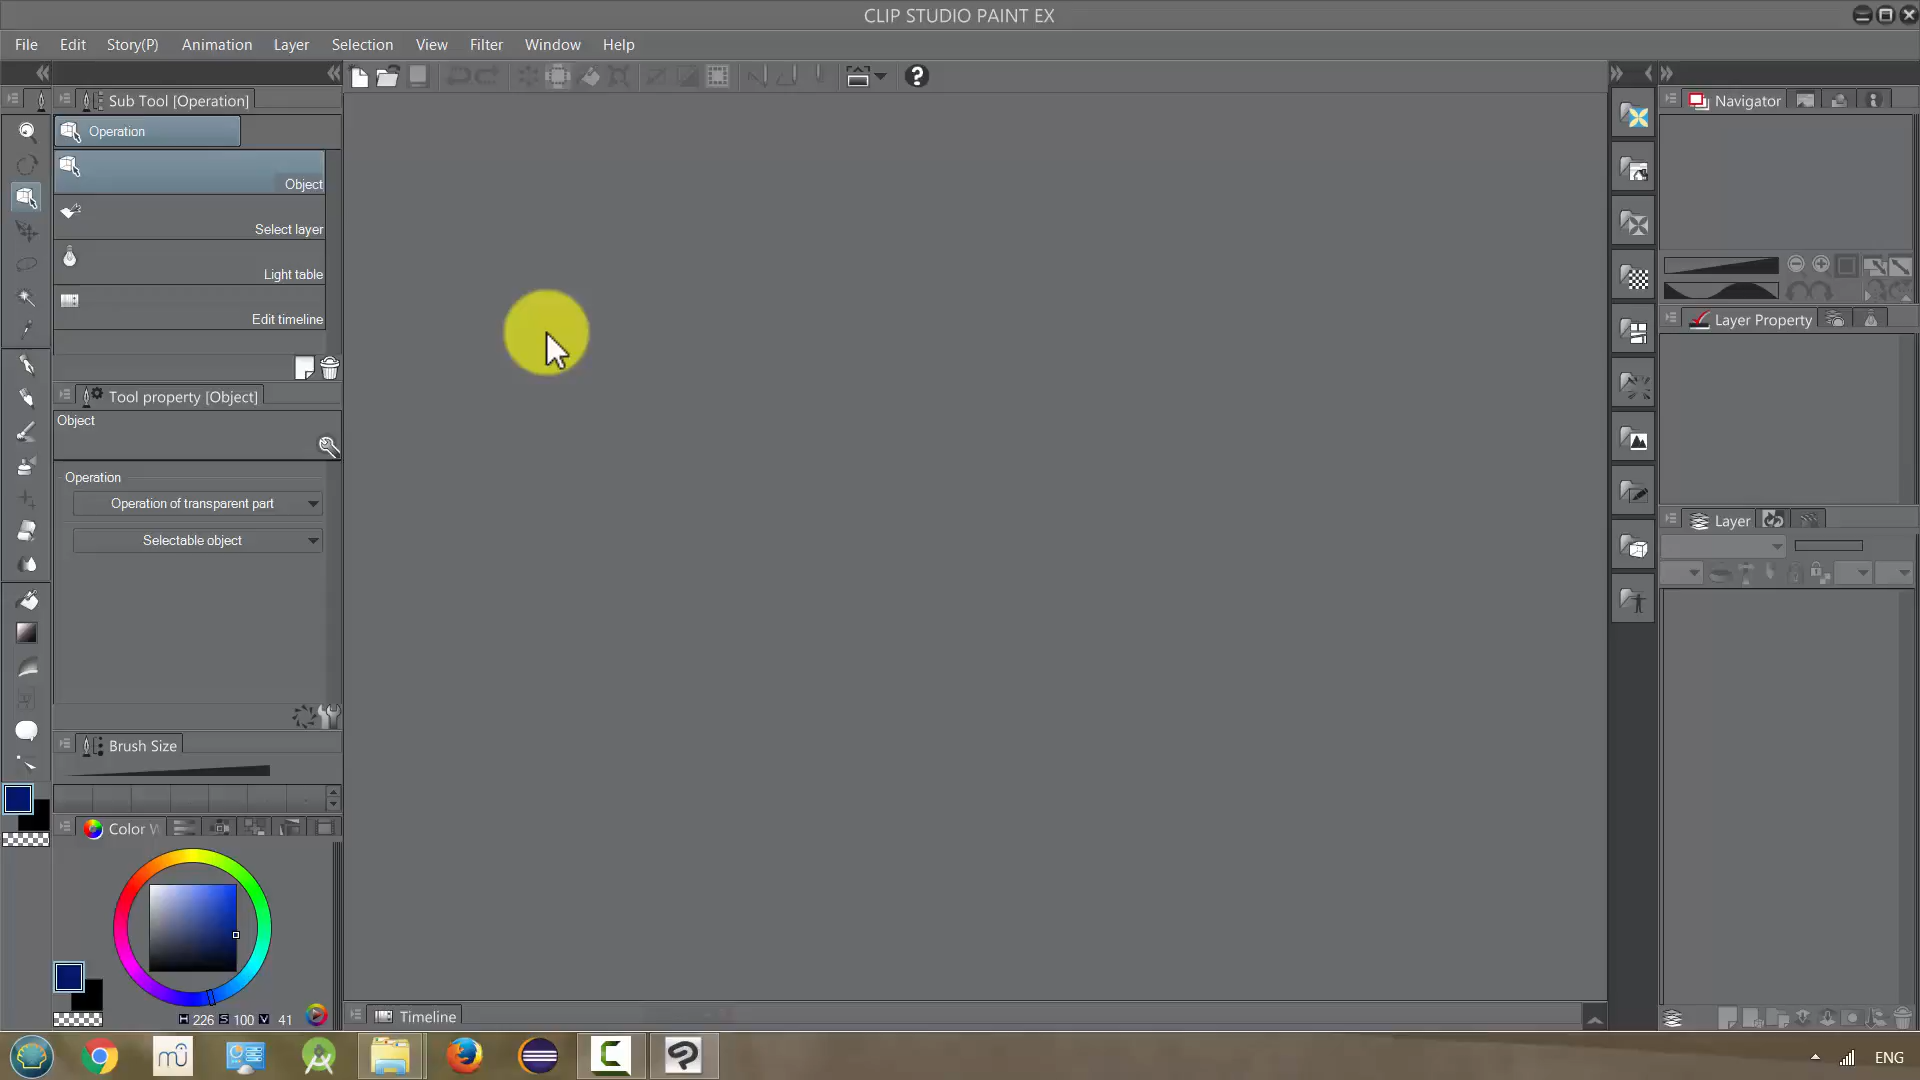 CLIP STUDIO PAINT EX
File Edit Story(P) Animation Layer Selection View Filter Window Help
Sub Tool [Operation]
Operation
Object
Select layer
Light table
Edit timeline
Tool property [Object]
Object
Operation
Operation of transparent part
Selectable object
Brush Size
Color W
H 226 S 100 V 41
Timeline
Navigator
Layer Property
Layer
ENG